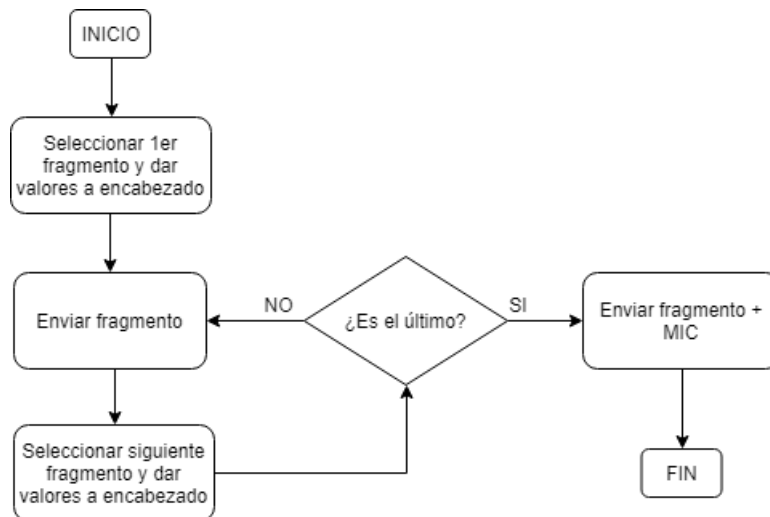 INICIO
Seleccionar 1er
fragmento y dar
valores a encabezado
Enviar fragmento
NO
¿Es el último?
SI
Enviar fragmento +
MIC
Seleccionar siguiente
fragmento y dar
valores a encabezado
FIN